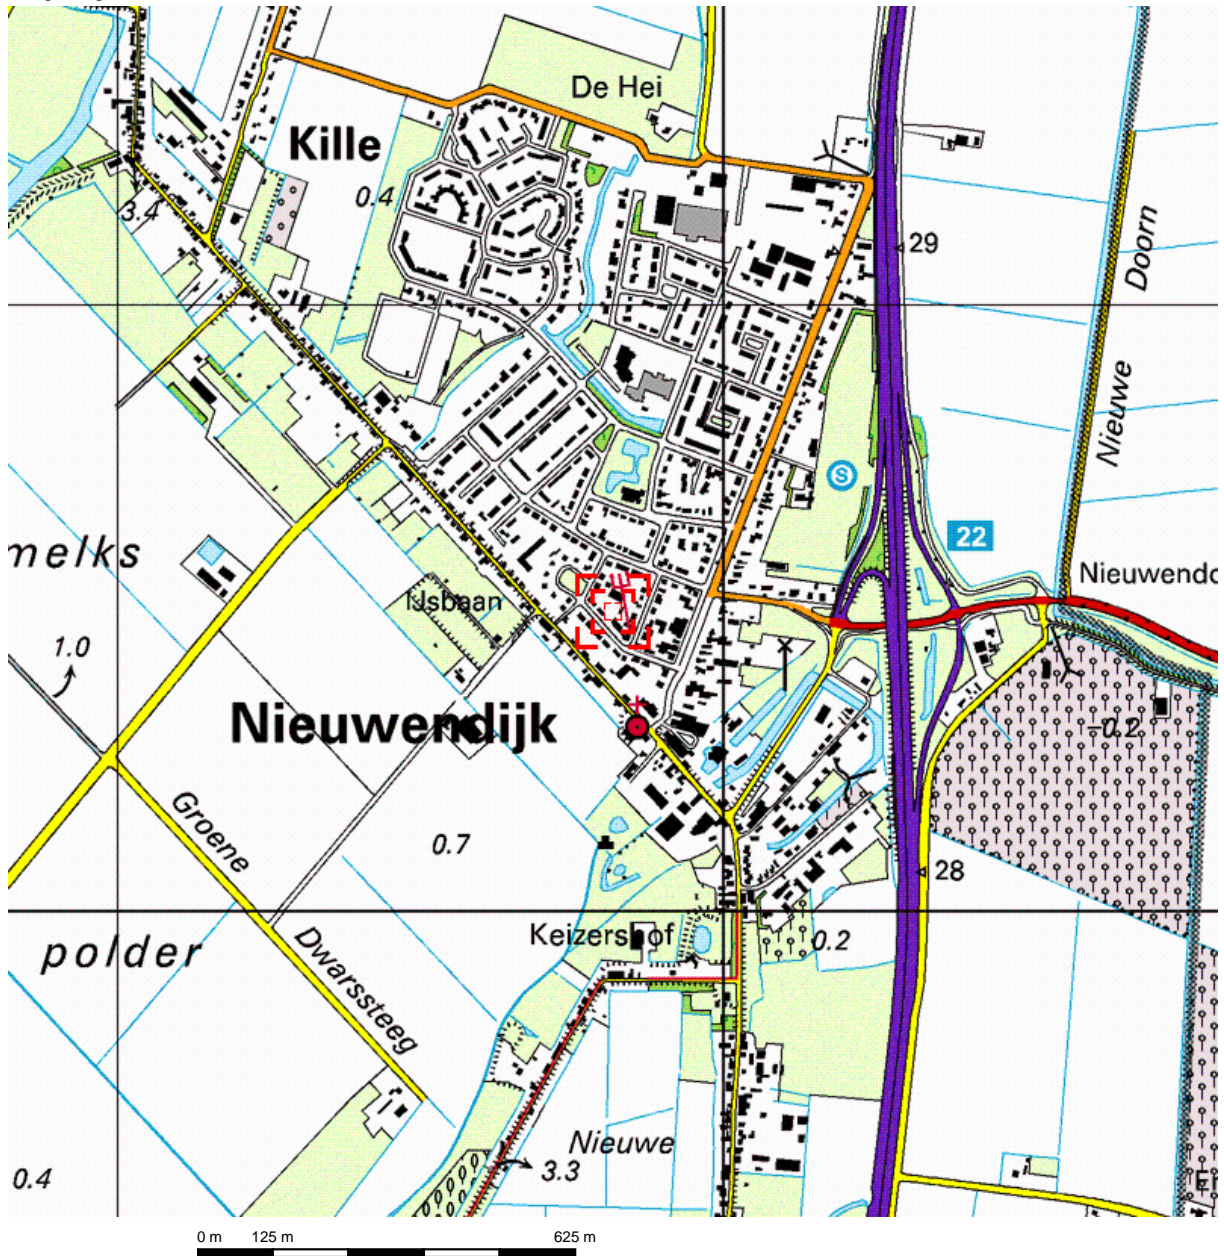 De Hei
Kille
0.4
3.4
29
Doorn
Nieuwe
S
22
melks
Nieuwendo
IJsbaan
1.0
Nieuwendijk
-0.2
Groene
0.7
28
Keizershof
0.2
polder
Dwarssteeg
Nieuwe
3.3
0.4
0 m 125 m 625 m